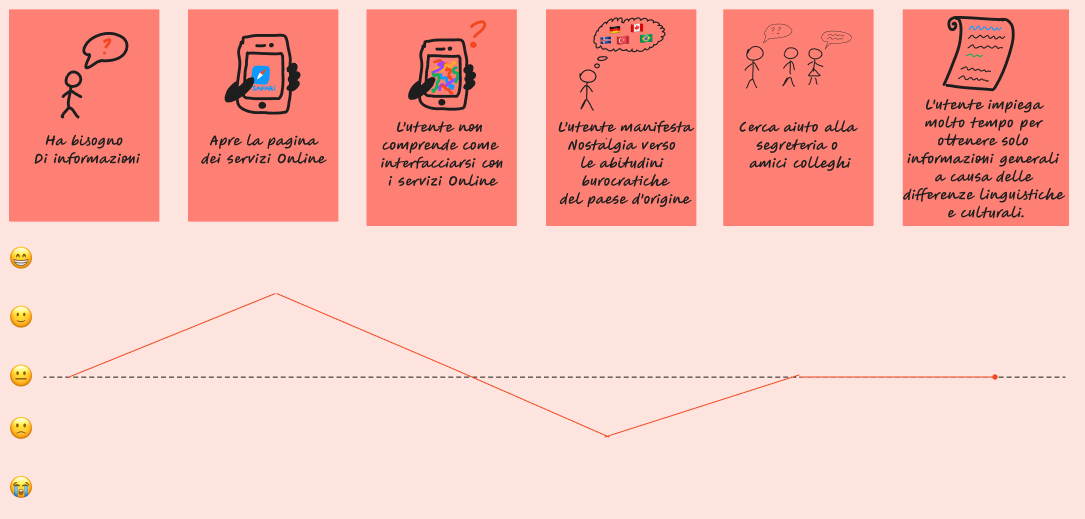 ?
Ha bisogno
Di informazioni
SAFARI
Apre la pagina
dei servizi Online
?
L'utente non
comprende come
interfacciarsi con
i servizi Online
L'utente manifesta
Nostalgia verso
le abitudini
burocratiche
del paese d'origine
??
Cerca aiuto alla
segreteria o
amici colleghi
L'utente impiega
molto tempo per
ottenere solo
informazioni generali
a causa delle
differenze linguistiche
e culturali.